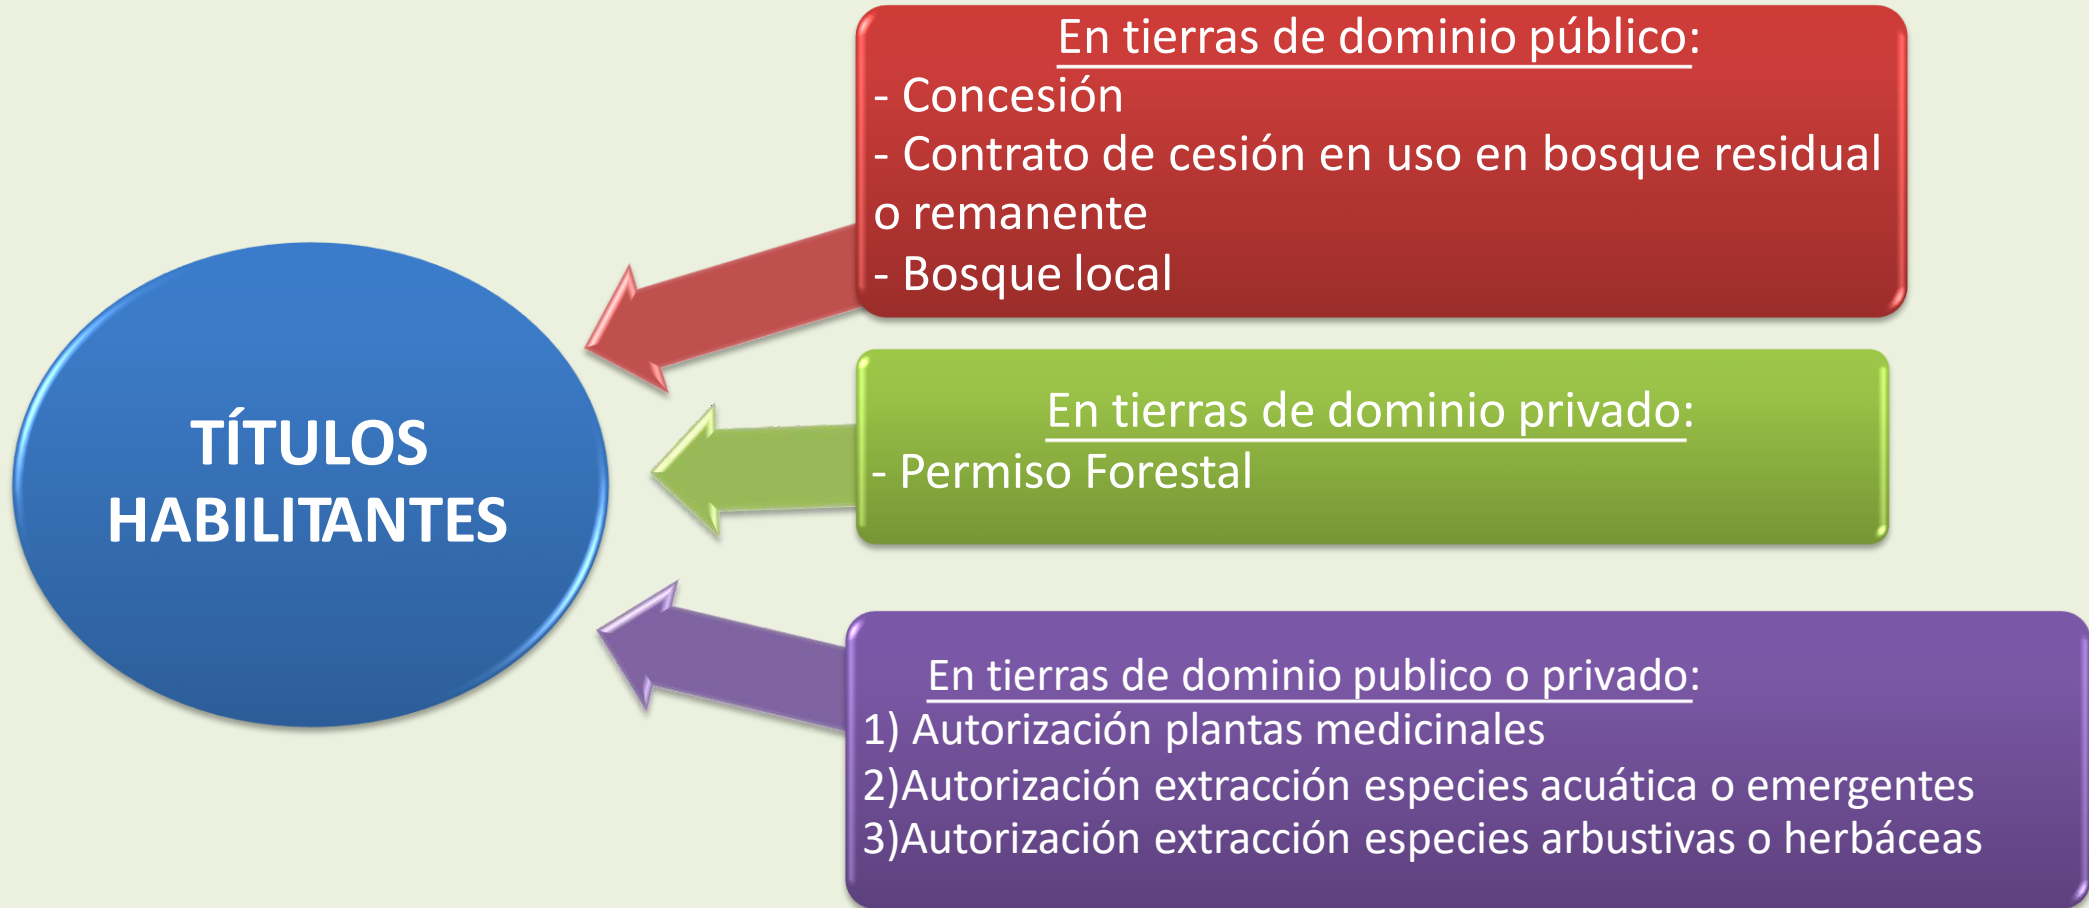 TÍTULOS
HABILITANTES
En tierras de dominio público:
- Concesión
- Contrato de cesión en uso en bosque residual
o remanente
- Bosque local
En tierras de dominio privado:
- Permiso Forestal
En tierras de dominio publico o privado:
1) Autorización plantas medicinales
2)Autorización extracción especies acuática o emergentes
3)Autorización extracción especies arbustivas o herbáceas